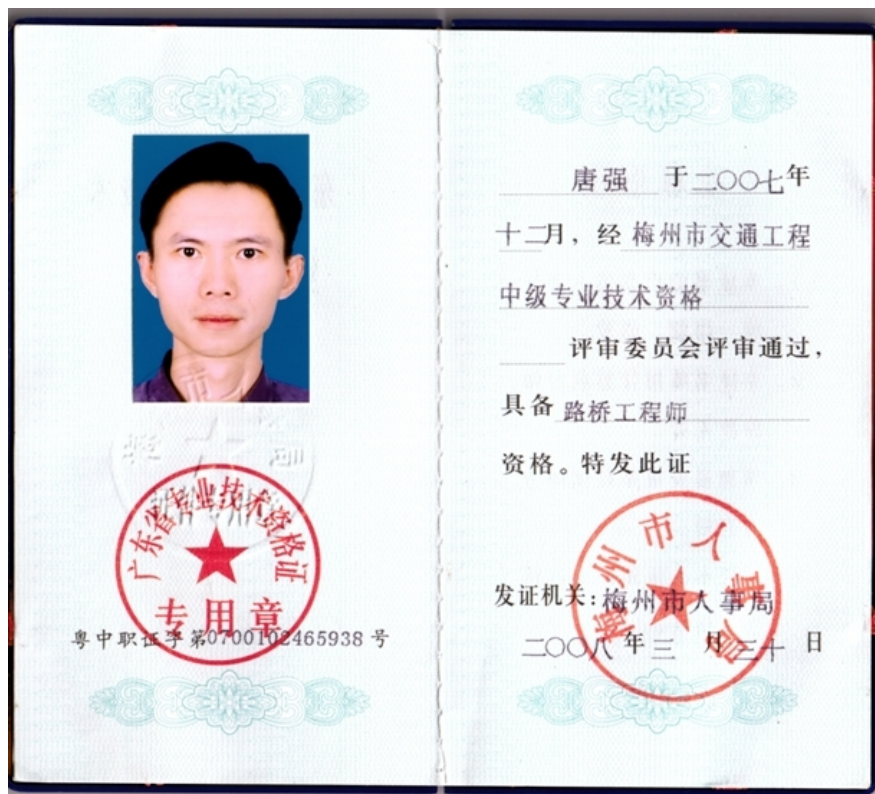 广东省专业技术资格证
专用章
粤中职证字第0700102465938号
唐强 于二〇〇七年
十二月，经 梅州市交通工程
中级专业技术资格
评审委员会评审通过，
具备 路桥工程师
资格。特发此证
梅州市人事局
发证机关：梅州市人事局
二〇〇八 年 三 月 三十 日